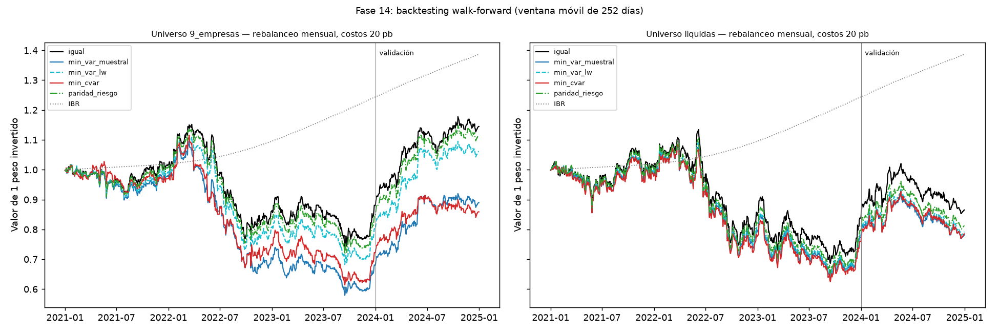 Fase 14: backtesting walk-forward (ventana móvil de 252 días)
Universo 9_empresas — rebalanceo mensual, costos 20 pb
igual
min_var_muestral
min_var_lw
min_cvar
paridad_riesgo
IBR
validación
Valor de 1 peso invertido
1.4
1.3
1.2
1.1
1.0
0.9
0.8
0.7
0.6
2021-01 2021-07 2022-01 2022-07 2023-01 2023-07 2024-01 2024-07 2025-01
Universo liquidas — rebalanceo mensual, costos 20 pb
igual
min_var_muestral
min_var_lw
min_cvar
paridad_riesgo
IBR
validación
Valor de 1 peso invertido
2021-01 2021-07 2022-01 2022-07 2023-01 2023-07 2024-01 2024-07 2025-01